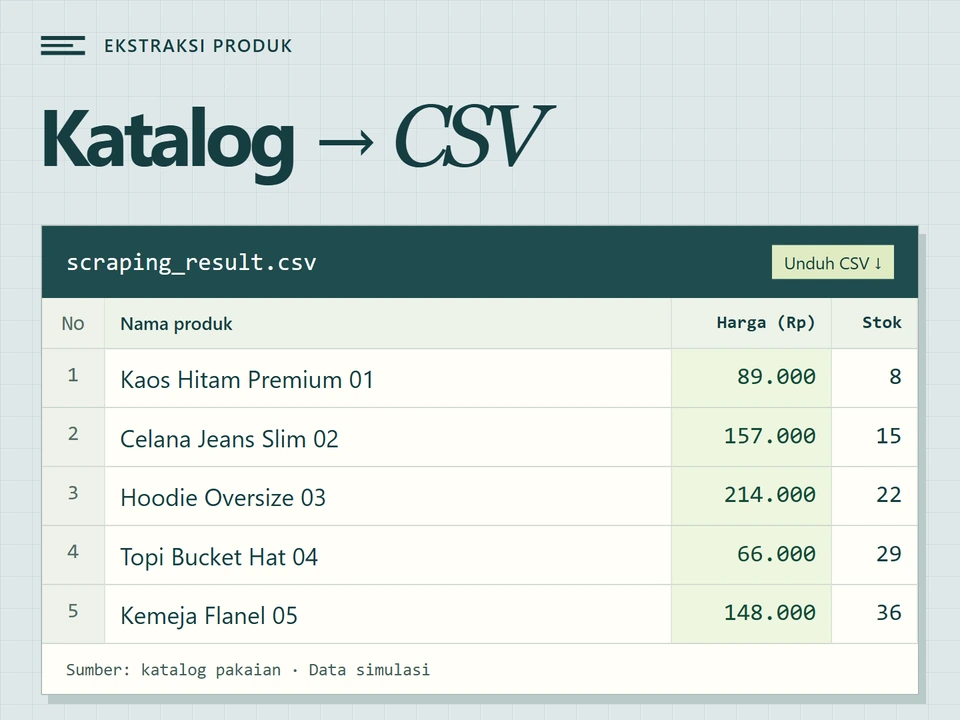 EKSTRAKSI PRODUK
Katalog → CSV
scraping_result.csv
Unduh CSV ↓
No Nama produk Harga (Rp) Stok
1 Kaos Hitam Premium 01 89.000 8
2 Celana Jeans Slim 02 157.000 15
3 Hoodie Oversize 03 214.000 22
4 Topi Bucket Hat 04 66.000 29
5 Kemeja Flanel 05 148.000 36
Sumber: katalog pakaian · Data simulasi